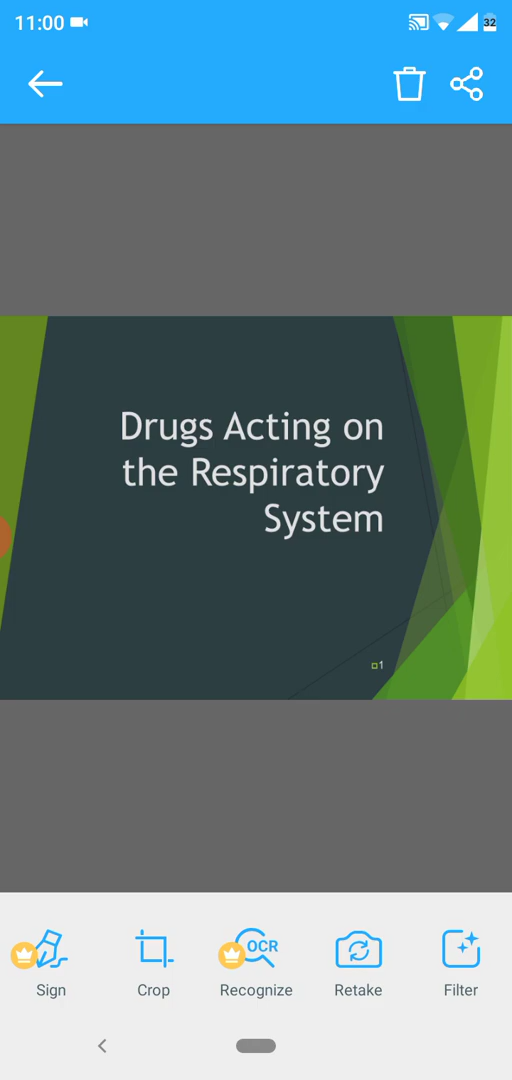 11:00
32
Drugs Acting on
the Respiratory
System
1
OCR
Sign
Crop
Recognize
Retake
Filter